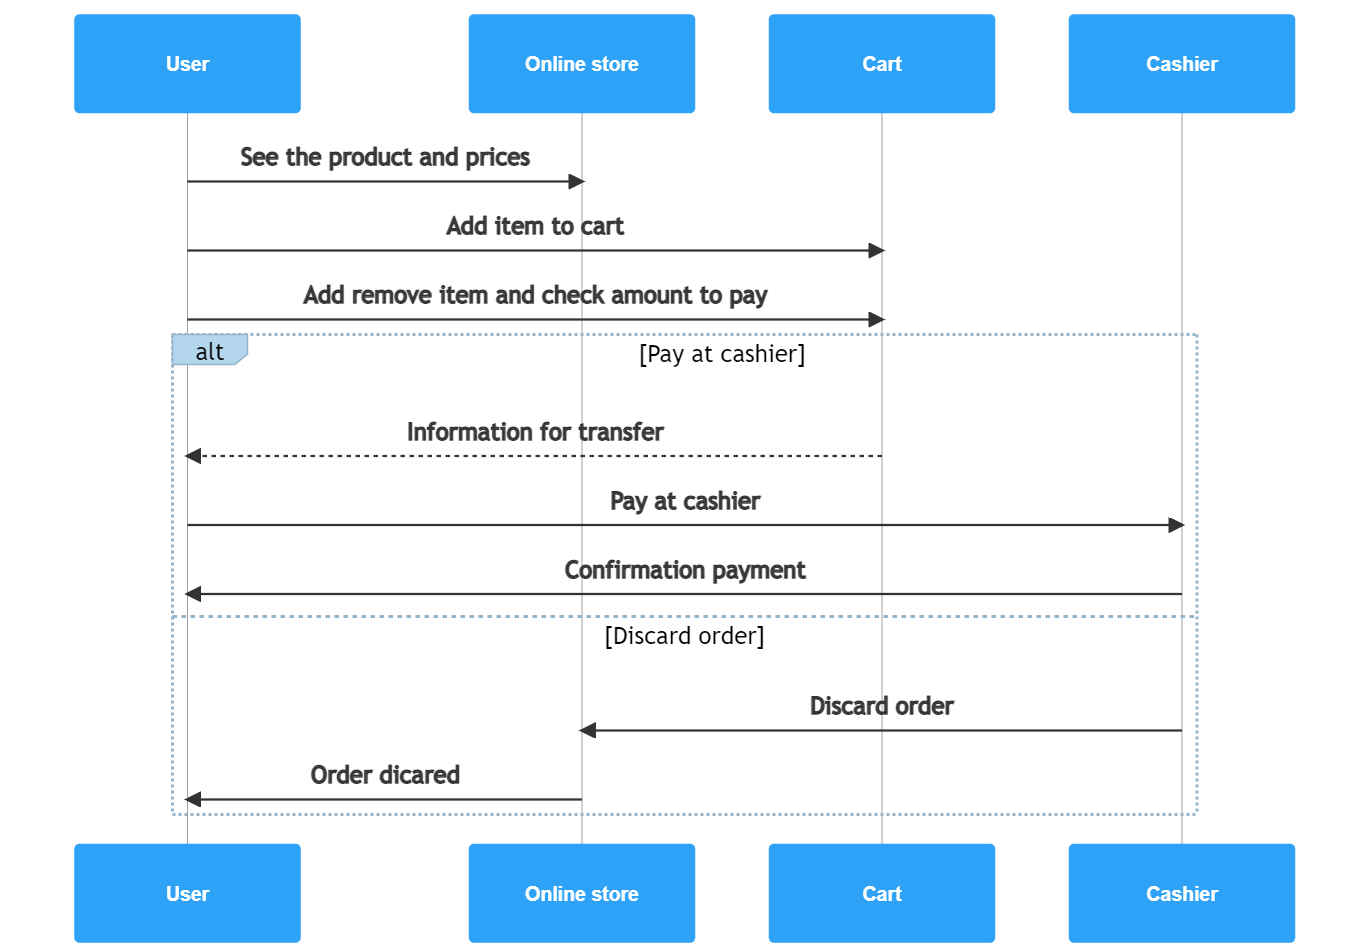 User
Online store
Cart
Cashier
See the product and prices
Add item to cart
Add remove item and check amount to pay
alt
[Pay at cashier]
Information for transfer
Pay at cashier
Confirmation payment
[Discard order]
Discard order
Order dicared
User
Online store
Cart
Cashier